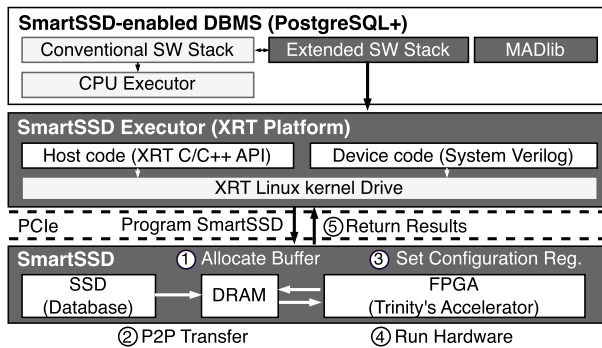 SmartSSD-enabled DBMS (PostgreSQL+)
Conventional SW Stack
Extended SW Stack
MADlib
CPU Executor
SmartSSD Executor (XRT Platform)
Host code (XRT C/C++ API)
Device code (System Verilog)
XRT Linux kernel Drive
PCIe
Program SmartSSD
⑤ Return Results
SmartSSD
① Allocate Buffer
③ Set Configuration Reg.
SSD
(Database)
DRAM
FPGA
(Trinity's Accelerator)
② P2P Transfer
④ Run Hardware